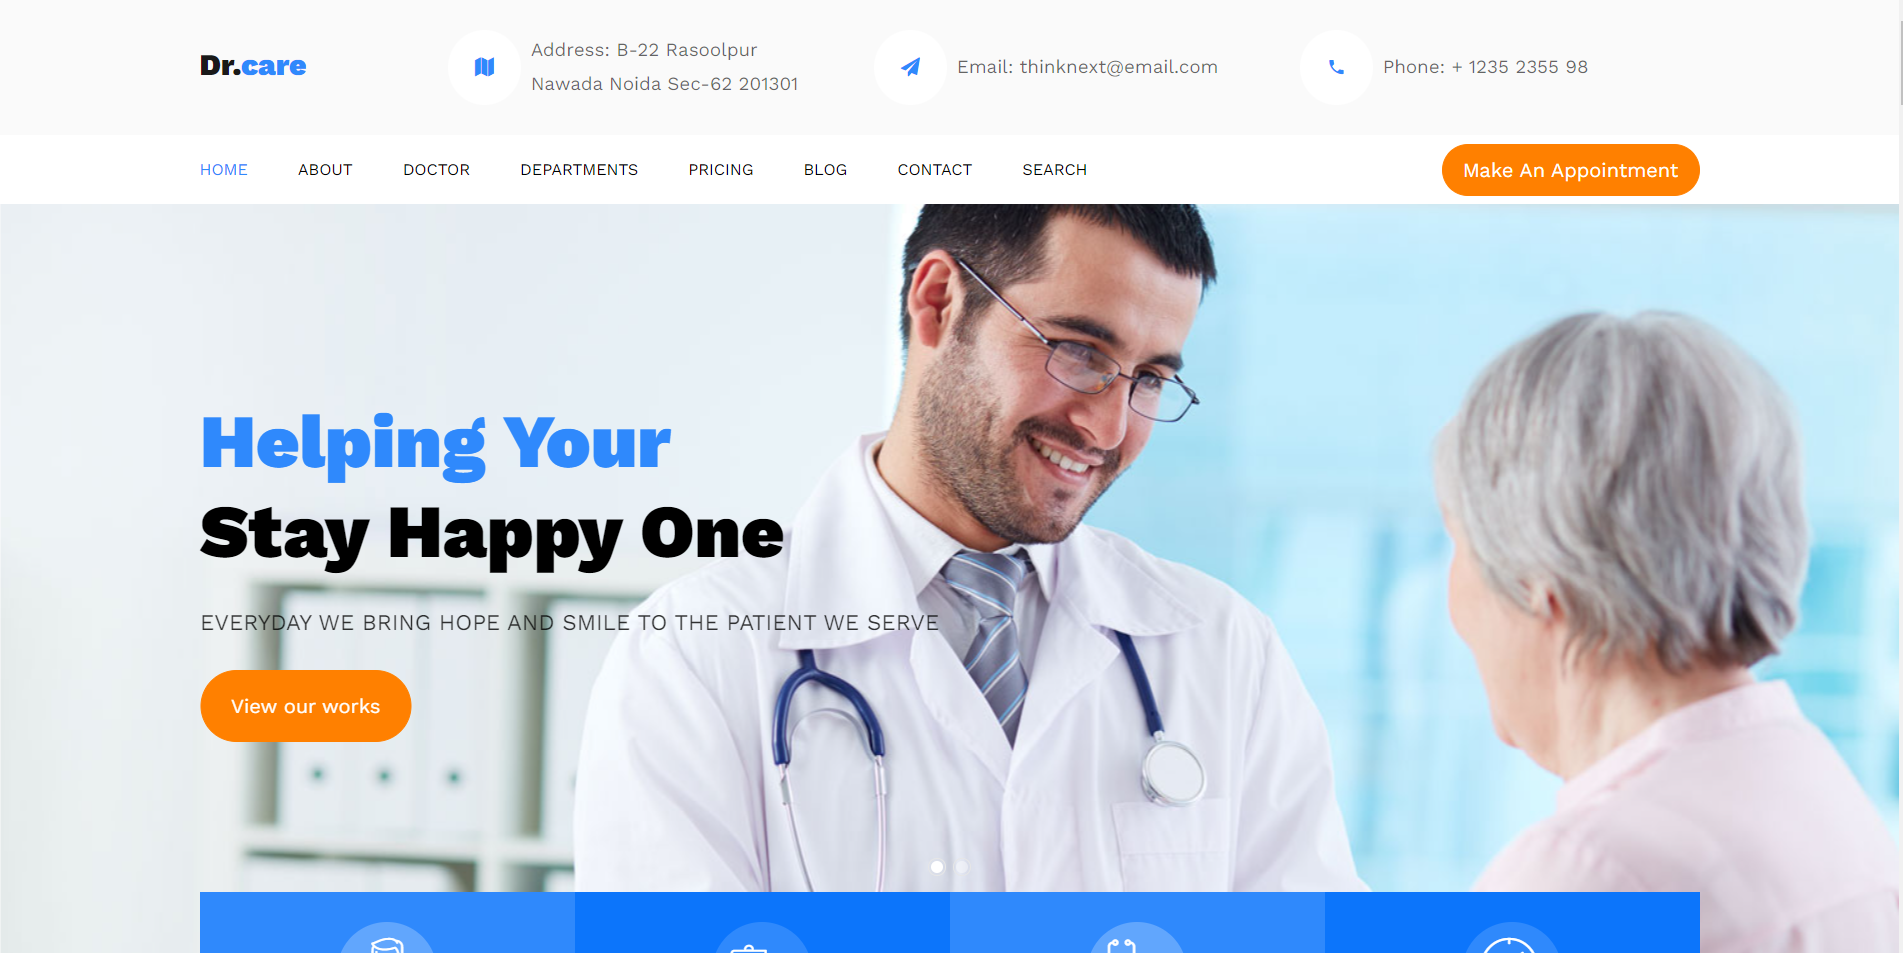 Dr.care
Address: B-22 Rasoolpur
Nawada Noida Sec-62 201301
Email: thinknext@email.com
Phone: + 1235 2355 98
HOME
ABOUT
DOCTOR
DEPARTMENTS
PRICING
BLOG
CONTACT
SEARCH
Make An Appointment
Helping Your
Stay Happy One
EVERYDAY WE BRING HOPE AND SMILE TO THE PATIENT WE SERVE
View our works